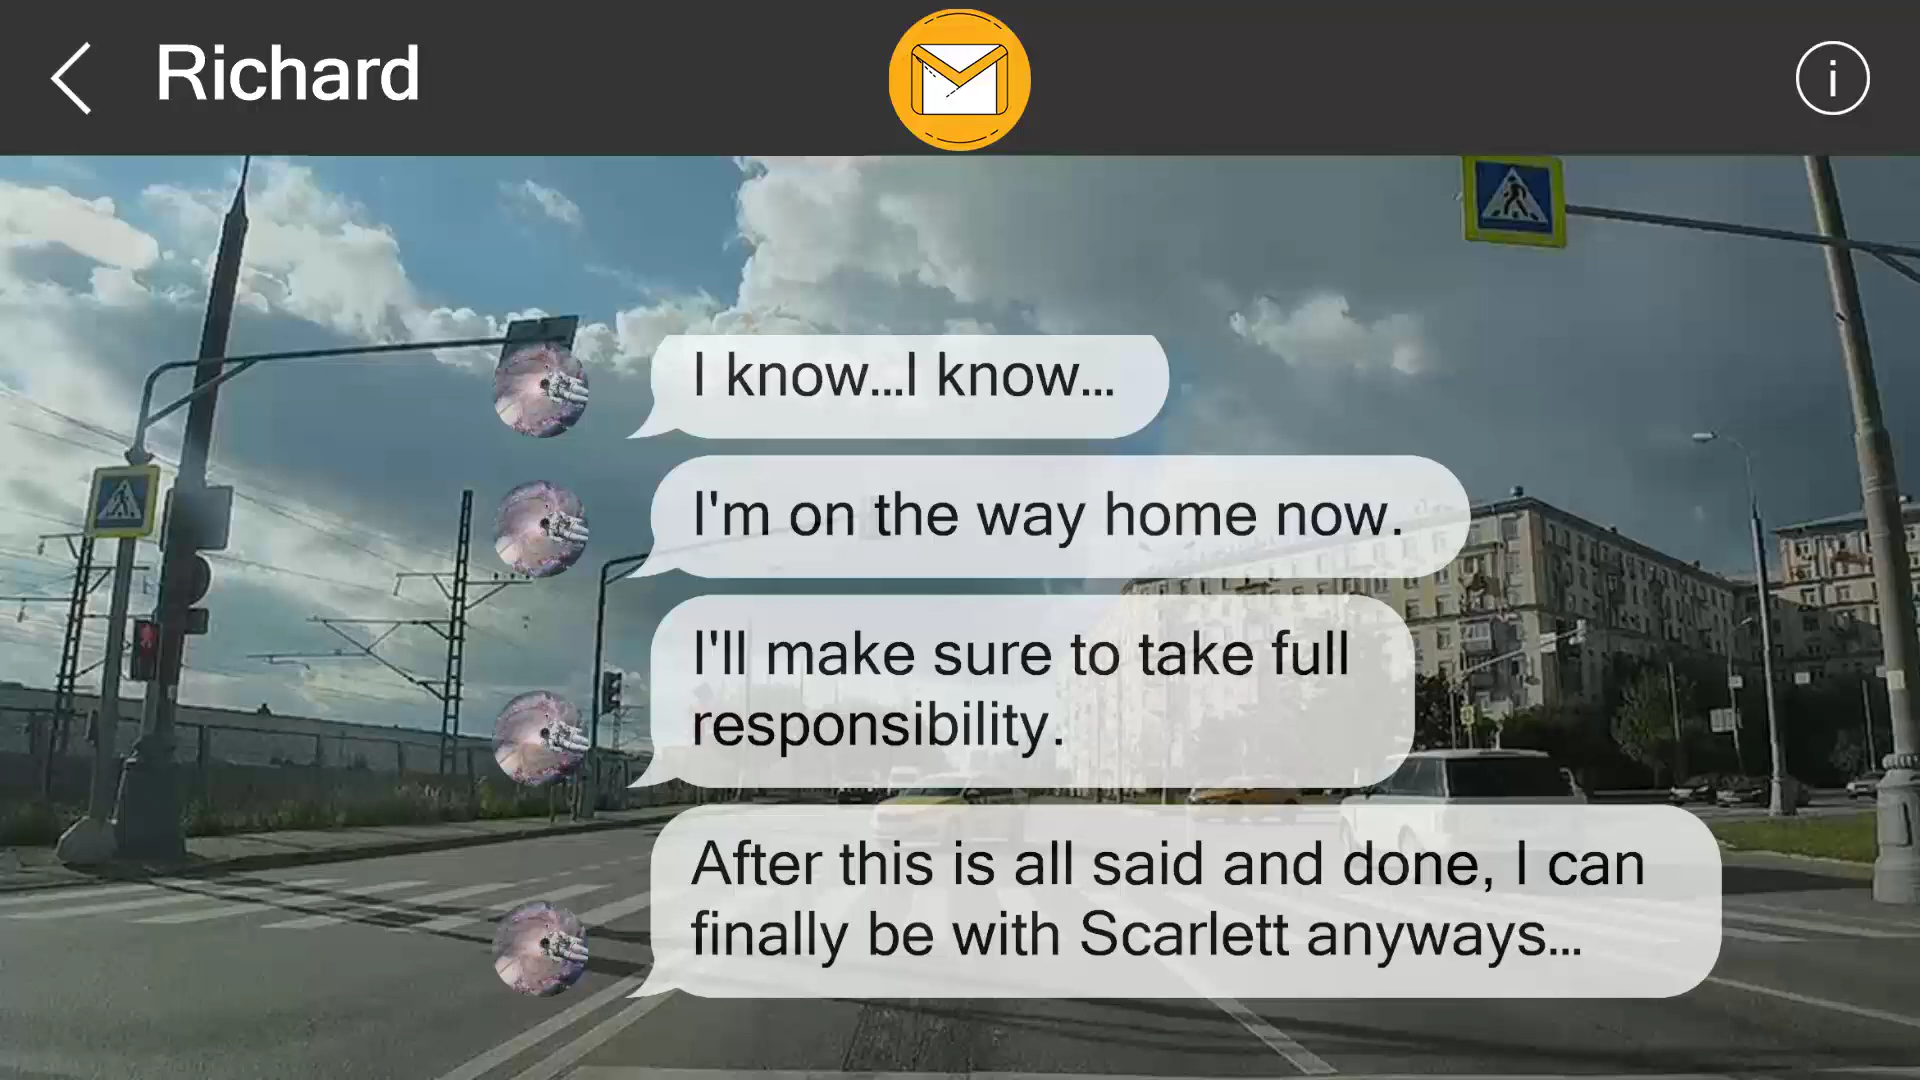 Richard
I know...I know...
I'm on the way home now.
I'll make sure to take full
responsibility.
After this is all said and done, I can
finally be with Scarlett anyways...